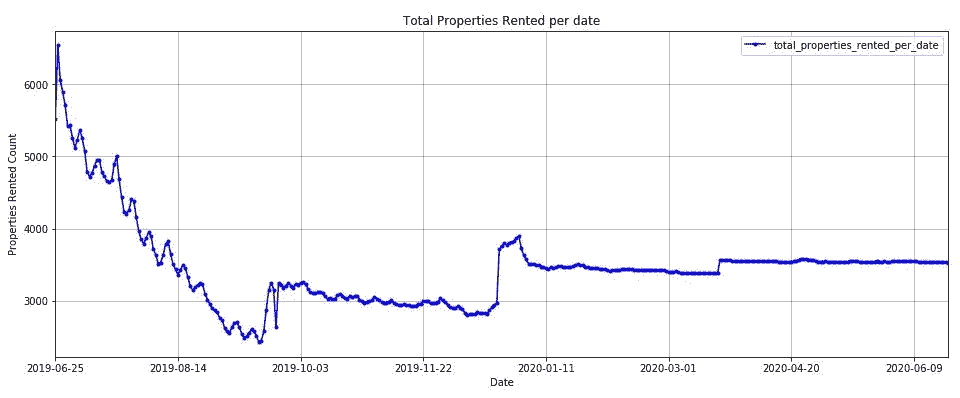 Total Properties Rented per date
total_properties_rented_per_date
Properties Rented Count
6000
5000
4000
3000
2019-06-25 2019-08-14 2019-10-03 2019-11-22 2020-01-11 2020-03-01 2020-04-20 2020-06-09
Date